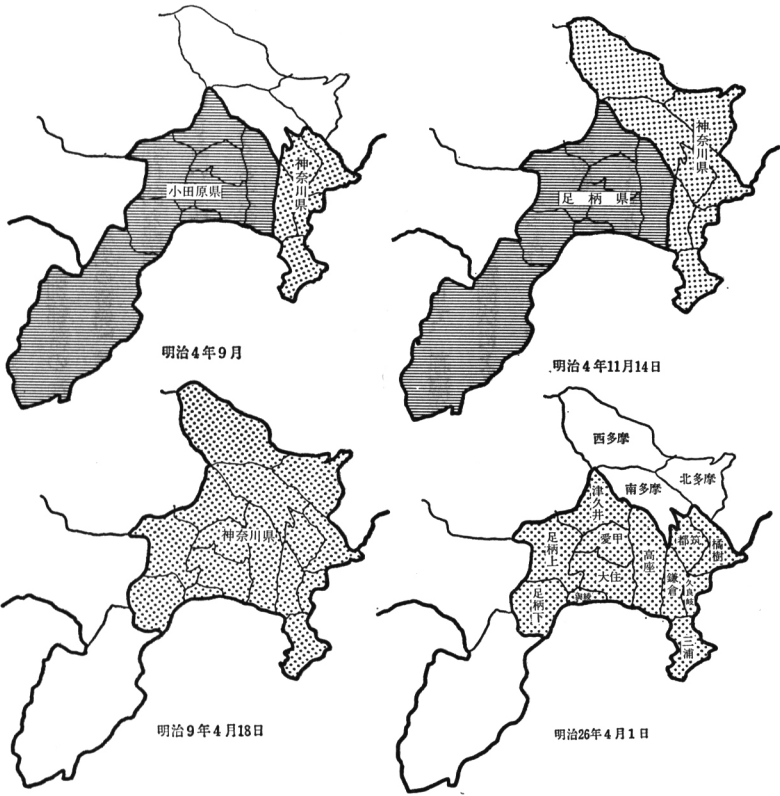 小田原県
神奈川県
明治4年9月
足柄県
神奈川県
明治4年11月14日
神奈川県
明治9年4月18日
西多摩
北多摩
南多摩
津久井
愛甲
都筑
橘樹
足柄上
高座
大住
鎌倉
久良岐
足柄下
三浦
明治26年4月1日